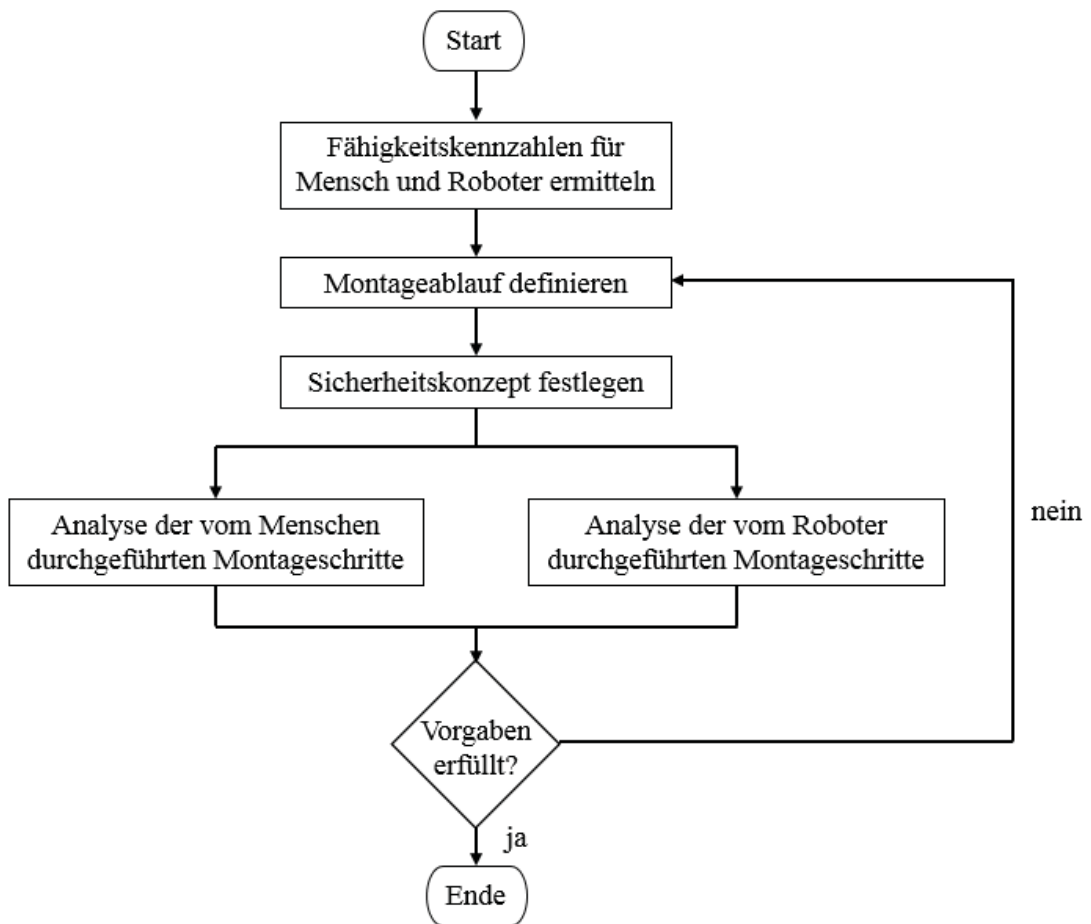 Start
Fähigkeitskennzahlen für
Mensch und Roboter ermitteln
Montageablauf definieren
Sicherheitskonzept festlegen
Analyse der vom Menschen
durchgeführten Montageschritte
Analyse der vom Roboter
durchgeführten Montageschritte
nein
Vorgaben
erfüllt?
ja
Ende